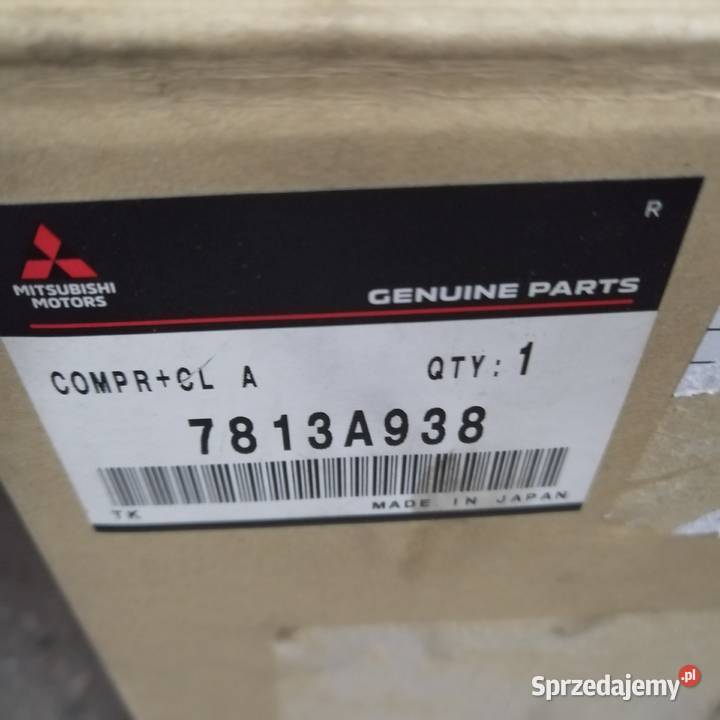 R
MITSUBISHI
MOTORS
GENUINE PARTS
COMPR+CL A
QTY: 1
7813A938
TK
MADE IN JAPAN
Sprzedajemy.pl